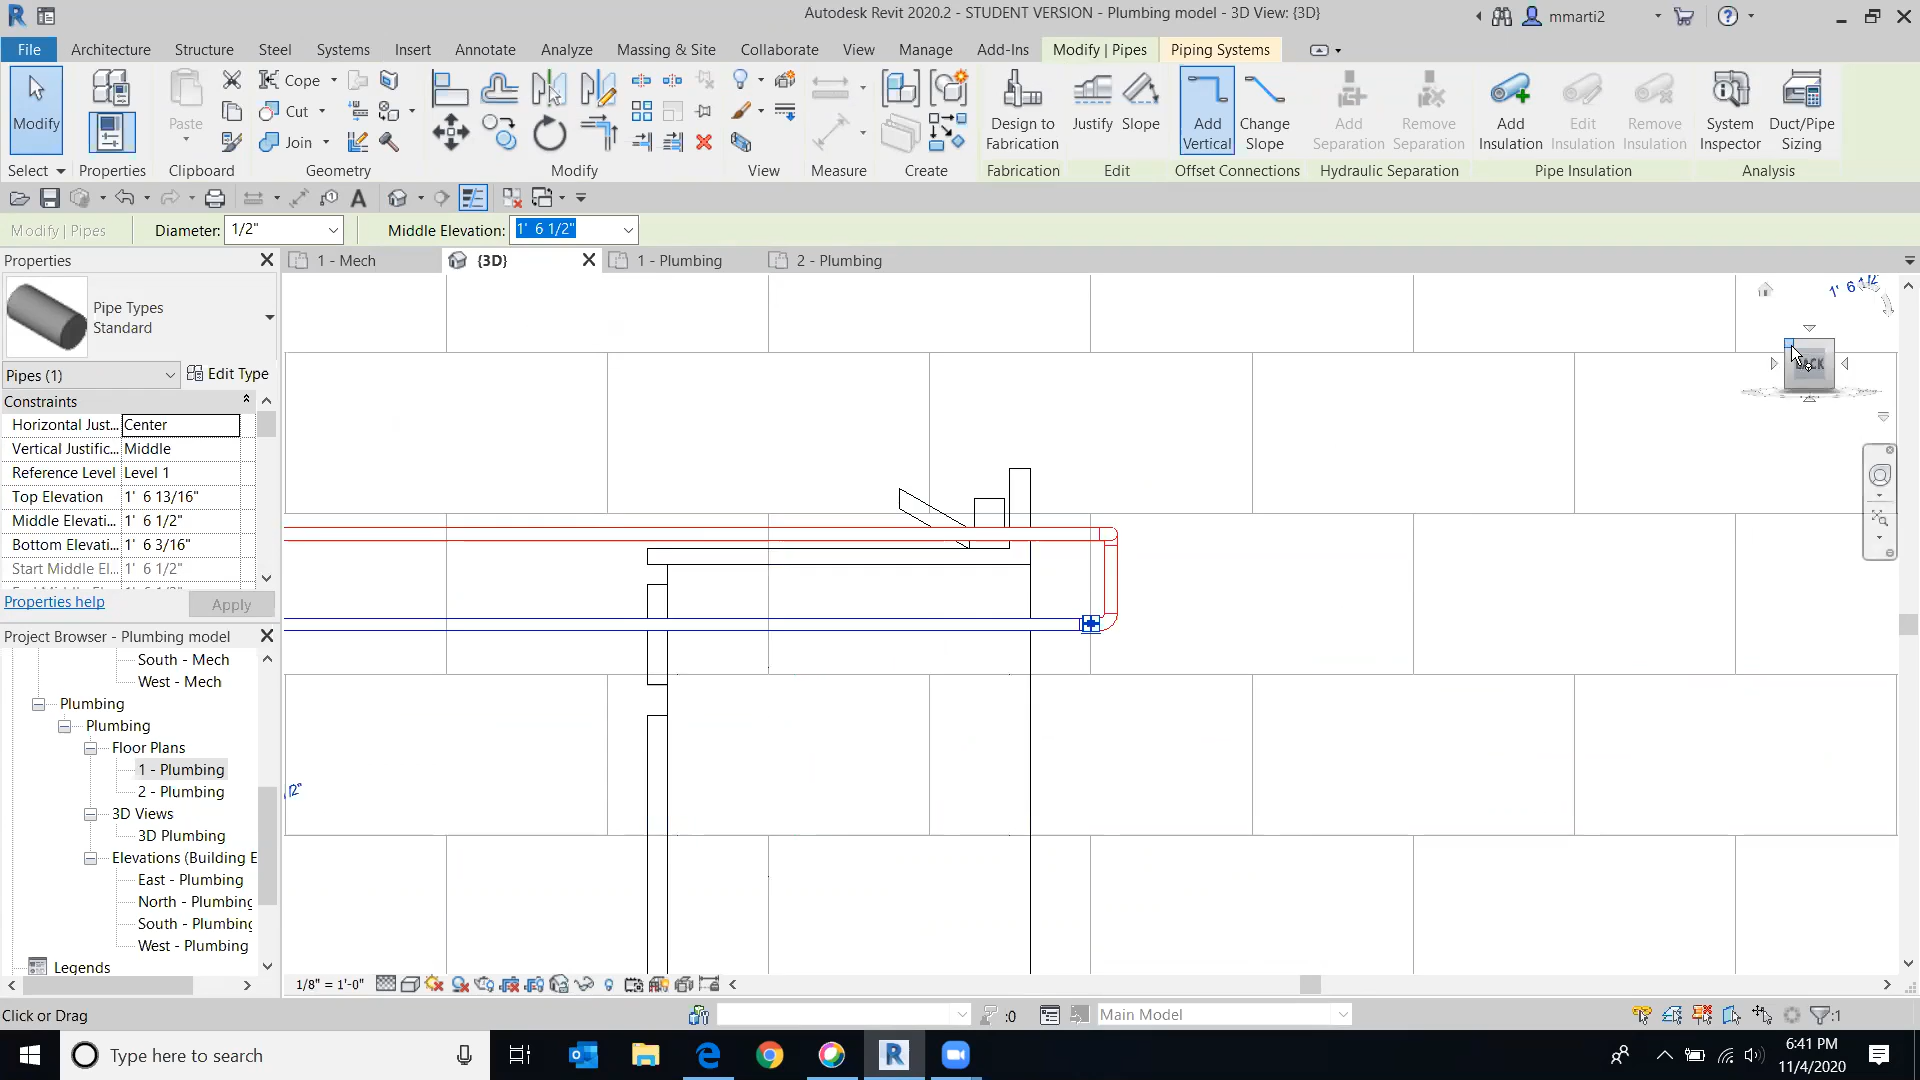 Autodesk Revit 2020.2 - STUDENT VERSION - Plumbing model - 3D View: {3D}
mmarti2
File Architecture Structure Steel Systems Insert Annotate Analyze Massing & Site Collaborate View Manage Add-Ins Modify | Pipes Piping Systems
Modify
Paste
Cope
Cut
Join
Design to Fabrication
Justify
Slope
Add Vertical
Change Slope
Add Separation
Remove Separation
Add Insulation
Edit Insulation
Remove Insulation
System Inspector
Duct/Pipe Sizing
Select Properties Clipboard Geometry Modify View Measure Create Fabrication Edit Offset Connections Hydraulic Separation Pipe Insulation Analysis
Modify | Pipes Diameter: 1/2" Middle Elevation: 1' 6 1/2"
Properties
1 - Mech {3D} 1 - Plumbing 2 - Plumbing
1' 6 1/2"
Pipe Types
Standard
Pipes (1) Edit Type
Constraints
Horizontal Just... Center
Vertical Justific... Middle
Reference Level Level 1
Top Elevation 1' 6 13/16"
Middle Elevati... 1' 6 1/2"
Bottom Elevati... 1' 6 3/16"
Start Middle El...
Properties help Apply
Project Browser - Plumbing model
South - Mech
West - Mech
Plumbing
Plumbing
Floor Plans
1 - Plumbing
2 - Plumbing
3D Views
3D Plumbing
Elevations (Building E
East - Plumbing
North - Plumbing
South - Plumbing
West - Plumbing
Legends
1/8" = 1'-0"
Click or Drag
:0
Main Model
:1
Type here to search
6:41 PM
11/4/2020